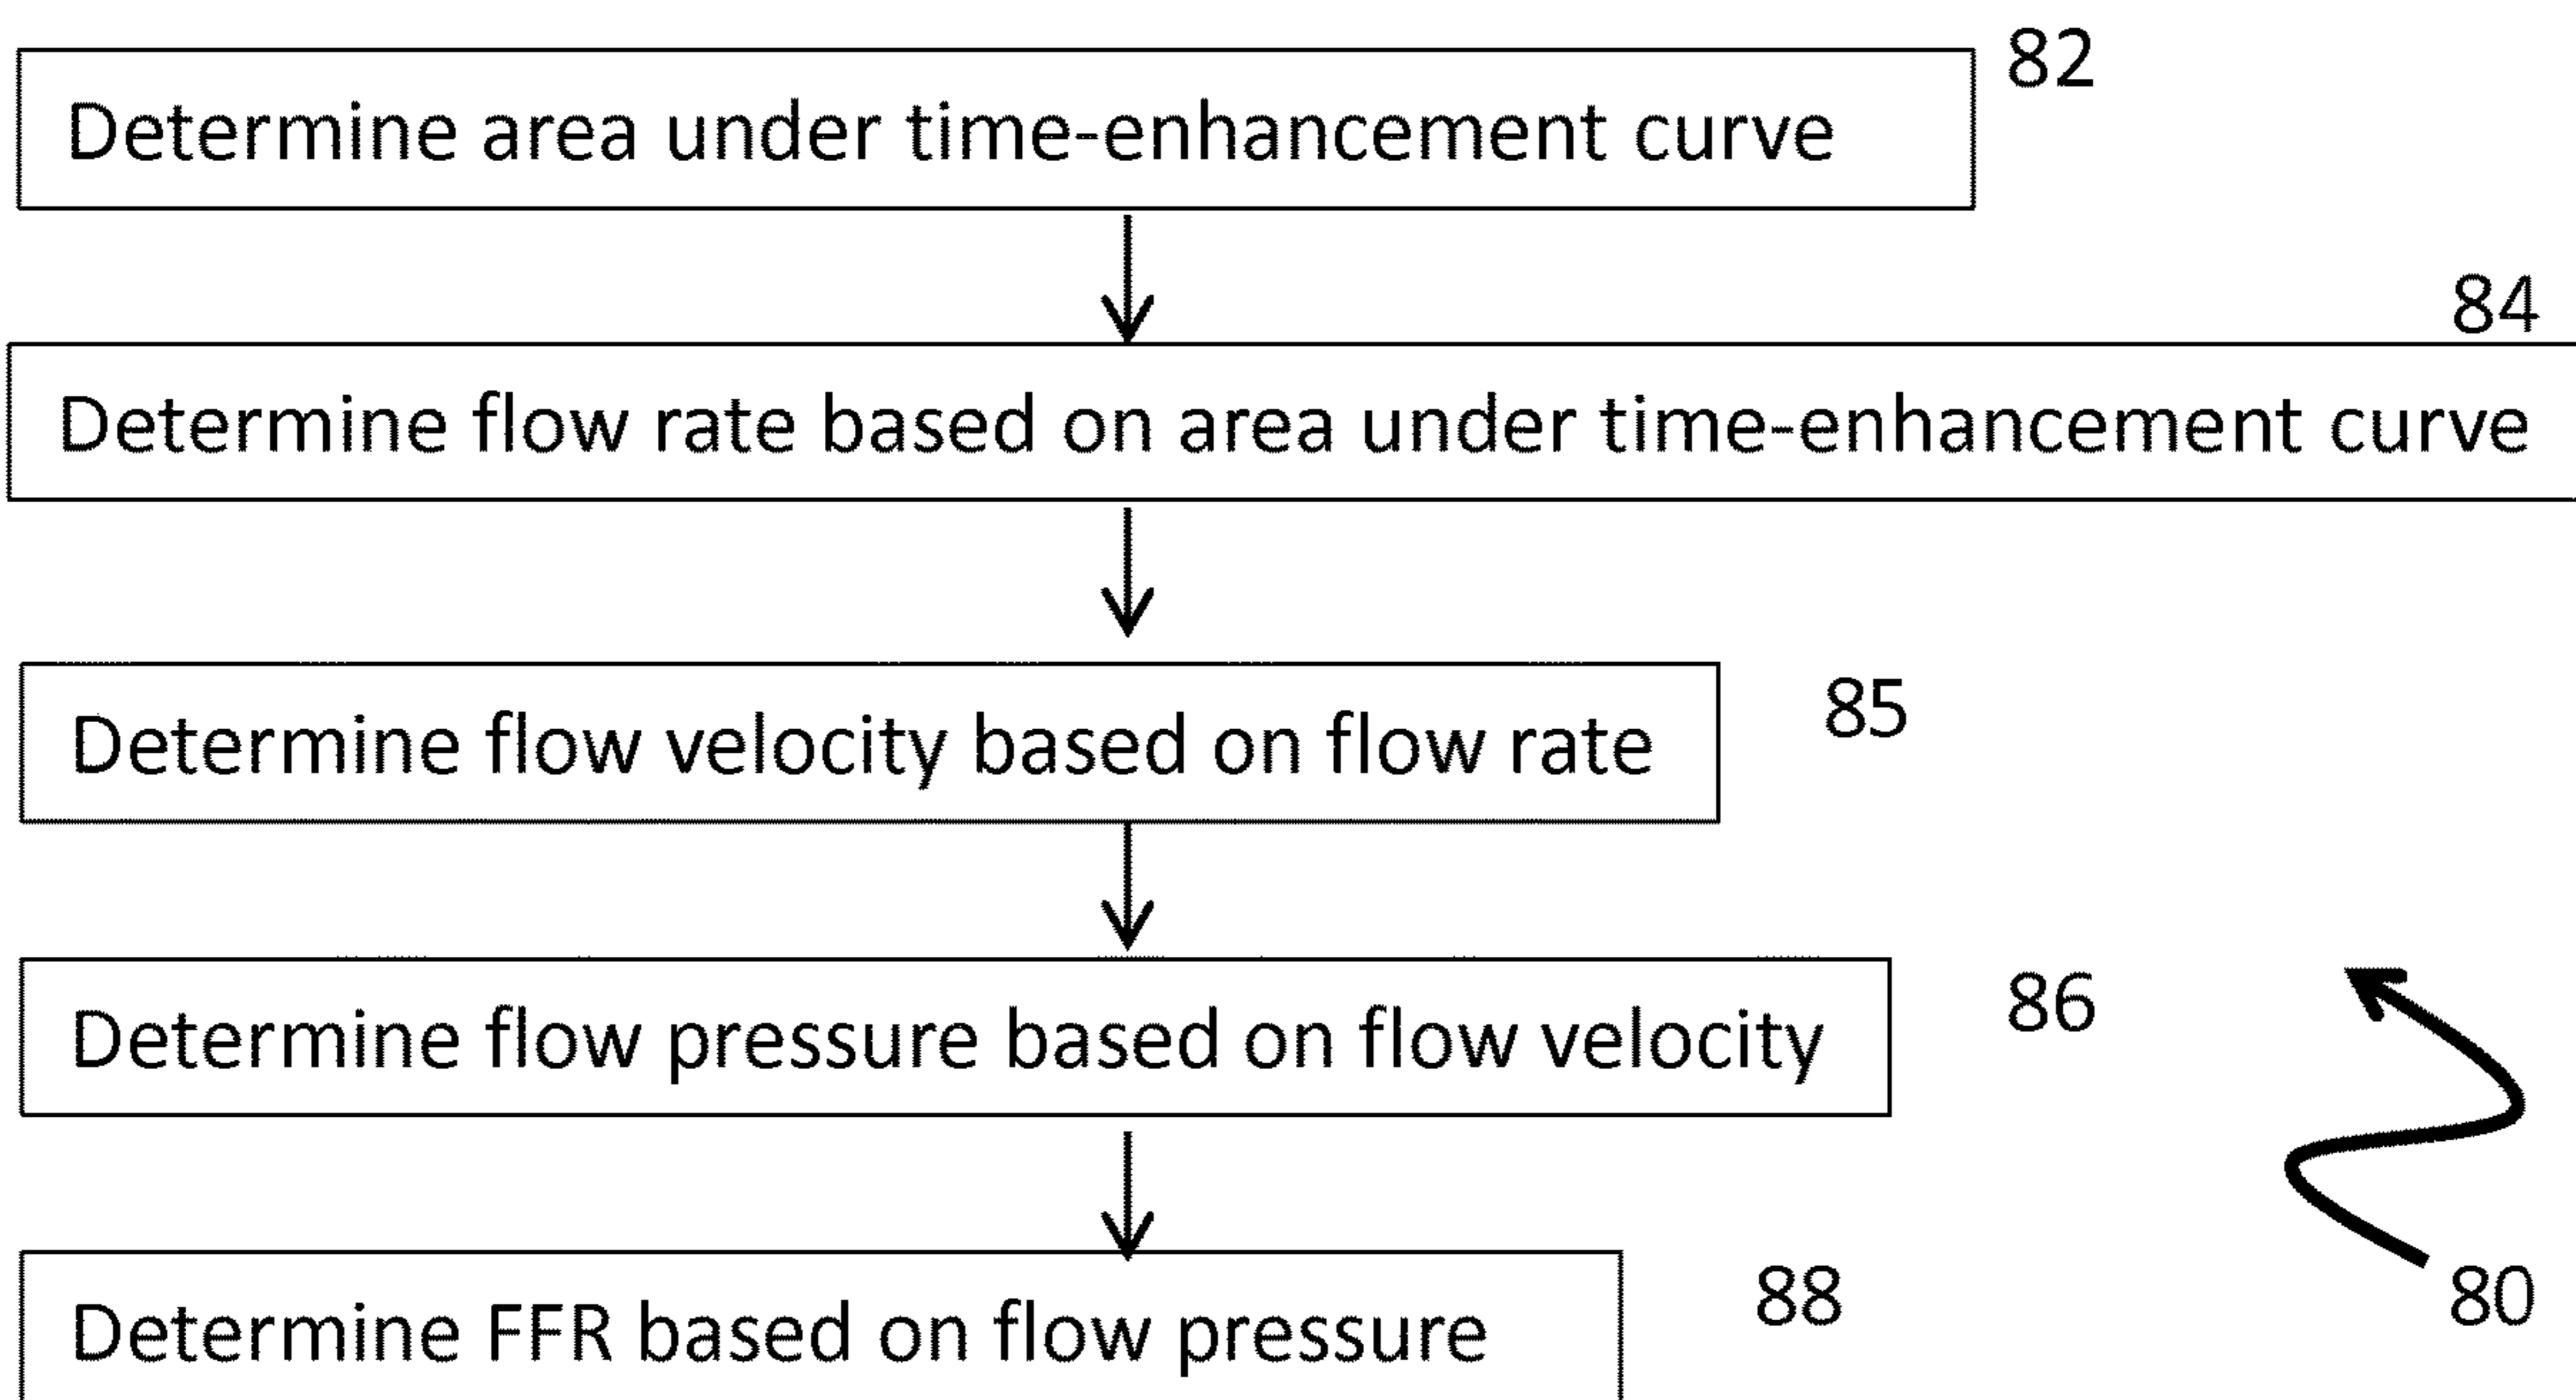 82
Determine area under time-enhancement curve
84
Determine flow rate based on area under time-enhancement curve
Determine flow velocity based on flow rate
85
Determine flow pressure based on flow velocity
86
Determine FFR based on flow pressure
88
80